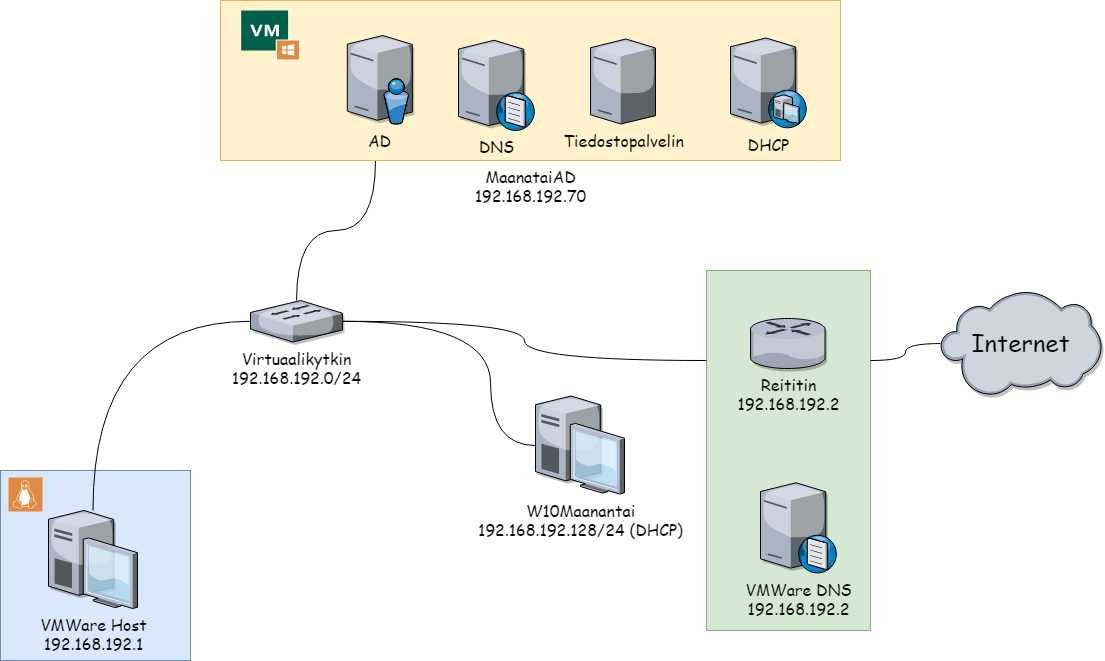 VM
AD
DNS
Tiedostopalvelin
DHCP
MaanataiAD
192.168.192.70
Virtuaalikytkin
192.168.192.0/24
Reititin
192.168.192.2
Internet
W10Maanantai
192.168.192.128/24 (DHCP)
VMWare DNS
192.168.192.2
VMWare Host
192.168.192.1